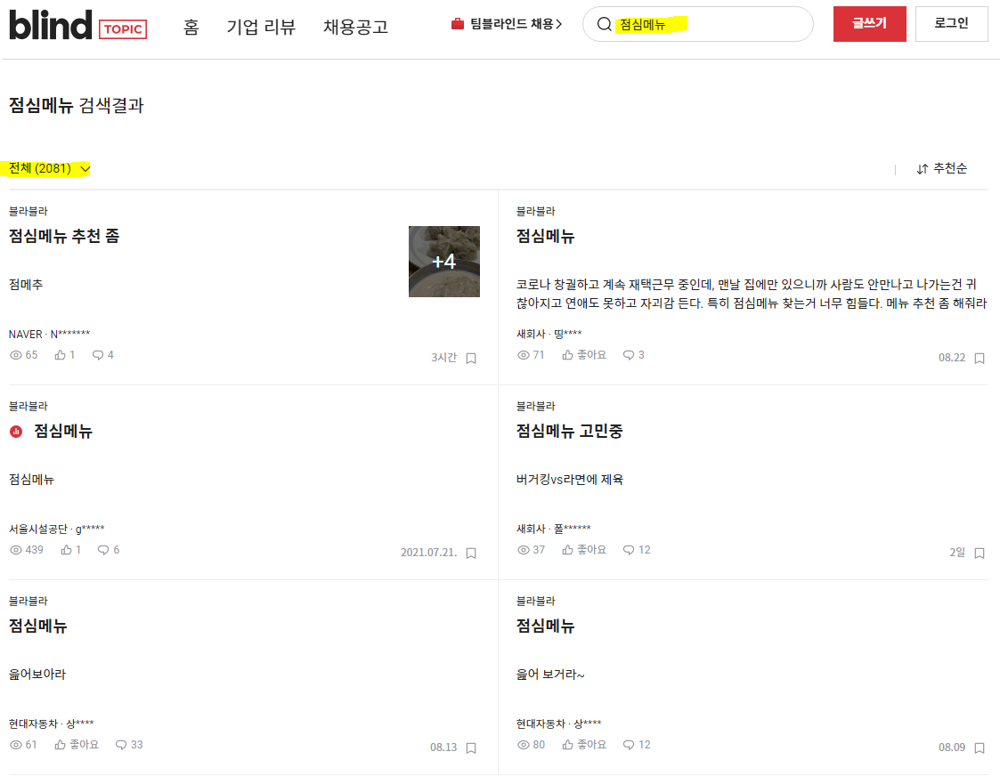 blind TOPIC 홈 기업 리뷰 채용공고 팀블라인드 채용 점심메뉴 글쓰기 로그인
점심메뉴 검색결과
전체 (2081) 추천순
블라블라
점심메뉴 추천 좀
점메추
+4
NAVER · N*******
65 1 4
3시간
블라블라
점심메뉴
코로나 창궐하고 계속 재택근무 중인데, 맨날 집에만 있으니까 사람도 안만나고 나가는건 귀
찮아지고 연애도 못하고 자괴감 든다. 특히 점심메뉴 찾는거 너무 힘들다. 메뉴 추천 좀 해줘라
새회사 · 띵****
71 좋아요 3
08.22
블라블라
점심메뉴
점심메뉴
서울시설공단 · g*****
439 1 6
2021.07.21.
블라블라
점심메뉴 고민중
버거킹vs라면에 제육
새회사 · 폴******
37 좋아요 12
2일
블라블라
점심메뉴
읊어보아라
현대자동차 · 상****
61 좋아요 33
08.13
블라블라
점심메뉴
읊어 보거라~
현대자동차 · 상****
80 좋아요 12
08.09